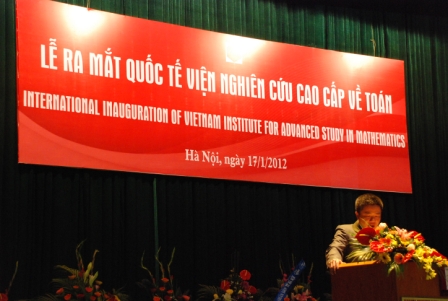 LỄ RA MẮT QUỐC TẾ VIỆN NGHIÊN CỨU CAO CẤP VỀ TOÁN
INTERNATIONAL INAUGURATION OF VIETNAM INSTITUTE FOR ADVANCED STUDY IN MATHEMATICS
Hà Nội, ngày 17/1/2012